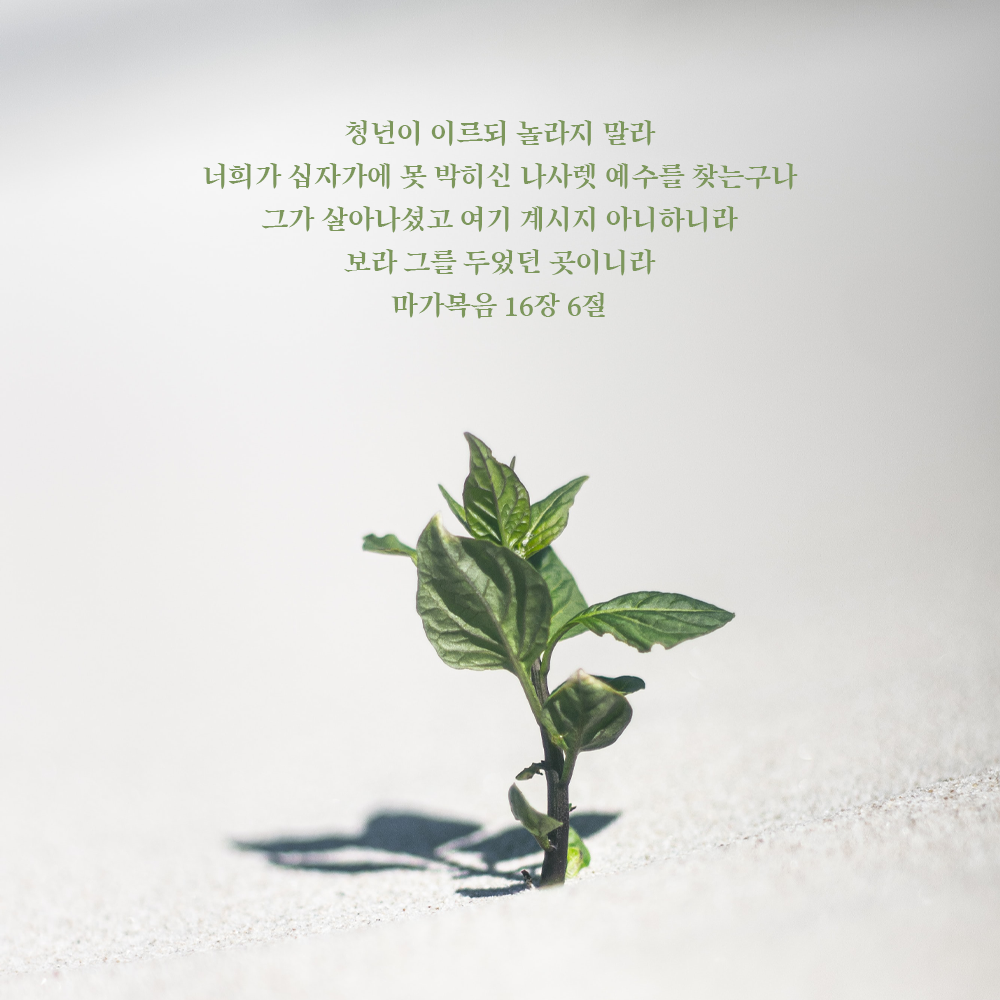 청년이 이르되 놀라지 말라
너희가 십자가에 못 박히신 나사렛 예수를 찾는구나
그가 살아나셨고 여기 계시지 아니하니라
보라 그를 두었던 곳이니라
마가복음 16장 6절